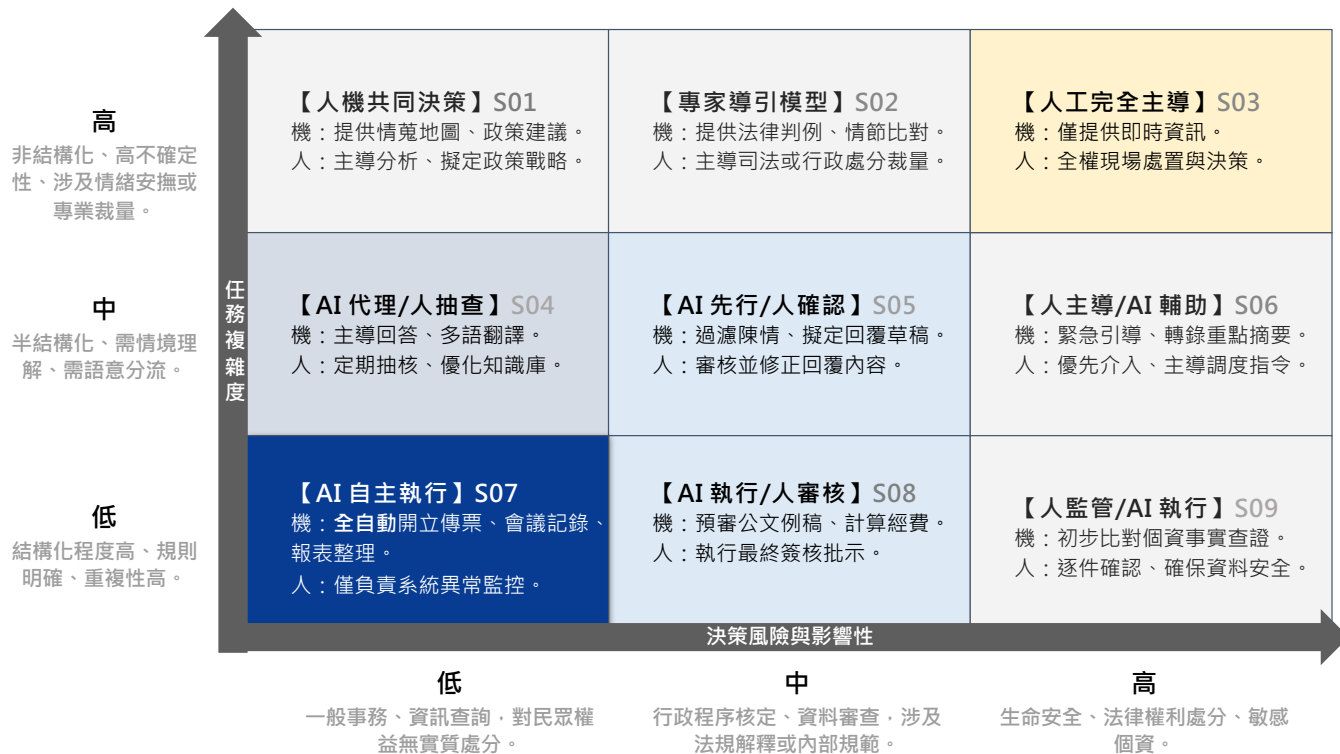 高
非結構化、高不確定
性、涉及情緒安撫或
專業裁量。
中
半結構化、需情境理
解、需語意分流。
低
結構化程度高、規則
明確、重複性高。
任務複雜度
【人機共同決策】S01
機：提供情蒐地圖、政策建議。
人：主導分析、擬定政策戰略。
【專家導引模型】S02
機：提供法律判例、情節比對。
人：主導司法或行政處分裁量。
【人工完全主導】S03
機：僅提供即時資訊。
人：全權現場處置與決策。
【AI 代理/人抽查】S04
機：主導回答、多語翻譯。
人：定期抽核、優化知識庫。
【AI 先行/人確認】S05
機：過濾陳情、擬定回覆草稿。
人：審核並修正回覆內容。
【人主導/AI 輔助】S06
機：緊急引導、轉錄重點摘要。
人：優先介入、主導調度指令。
【AI 自主執行】S07
機：全自動開立傳票、會議記錄、
報表整理。
人：僅負責系統異常監控。
【AI 執行/人審核】S08
機：預審公文例稿、計算經費。
人：執行最終簽核批示。
【人監管/AI 執行】S09
機：初步比對個資事實查證。
人：逐件確認、確保資料安全。
決策風險與影響性
低
一般事務、資訊查詢，對民眾權
益無實質處分。
中
行政程序核定、資料審查，涉及
法規解釋或內部規範。
高
生命安全、法律權利處分、敏感
個資。